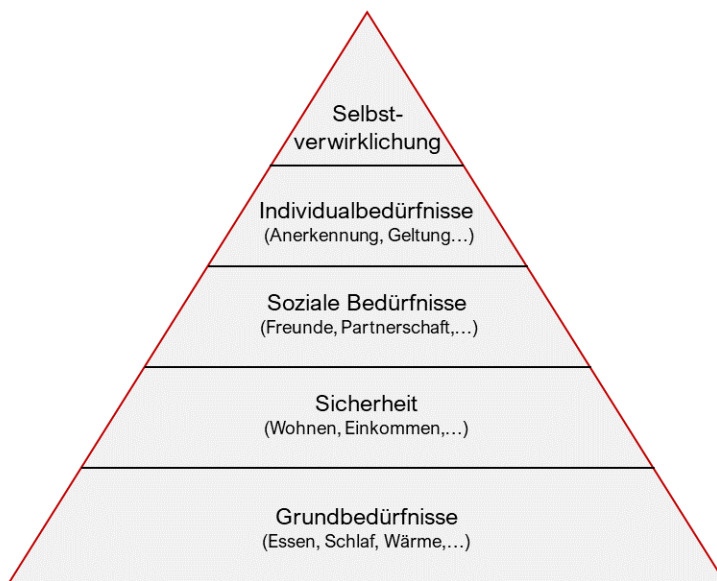 Selbst-
verwirklichung
Individualbedürfnisse
(Anerkennung, Geltung...)
Soziale Bedürfnisse
(Freunde, Partnerschaft,...)
Sicherheit
(Wohnen, Einkommen,...)
Grundbedürfnisse
(Essen, Schlaf, Wärme,...)